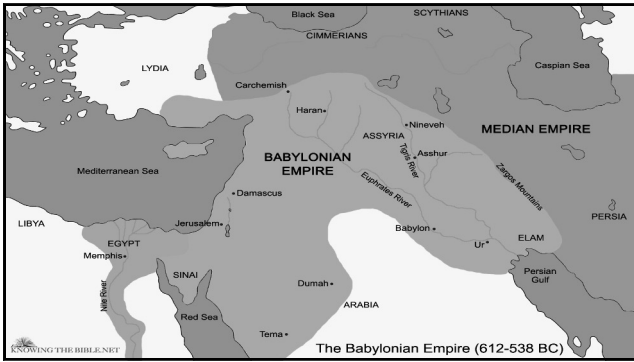 Black Sea
SCYTHIANS
CIMMERIANS
LYDIA
Caspian Sea
Carchemish
Haran
Nineveh
ASSYRIA
MEDIAN EMPIRE
Asshur
Tigris River
BABYLONIAN
EMPIRE
Mediterranean Sea
Zargos Mountains
Euphrates River
Damascus
PERSIA
LIBYA
Jerusalem
Babylon
Ur
ELAM
EGYPT
Memphis
SINAI
Persian
Gulf
Dumah
Nile River
ARABIA
Red Sea
Tema
The Babylonian Empire (612-538 BC)
KNOWING THE BIBLE.NET